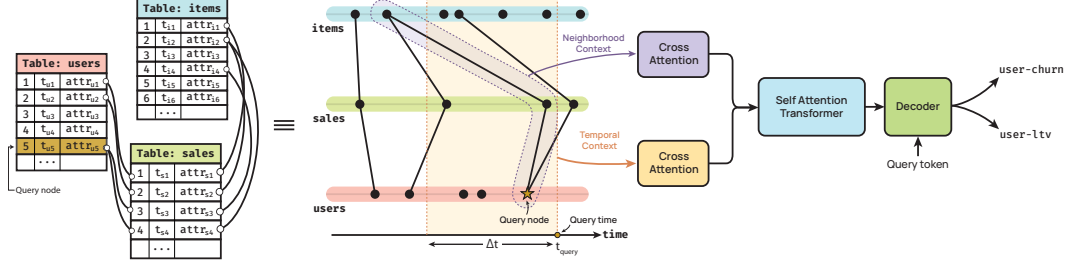 Table: users
1 t_u1 attr_u1
2 t_u2 attr_u2
3 t_u3 attr_u3
4 t_u4 attr_u4
5 t_u5 attr_u5
...
Query node
Table: items
1 t_i1 attr_i1
2 t_i2 attr_i2
3 t_i3 attr_i3
4 t_i4 attr_i4
5 t_i5 attr_i5
6 t_i6 attr_i6
...
Table: sales
1 t_s1 attr_s1
2 t_s2 attr_s2
3 t_s3 attr_s3
4 t_s4 attr_s4
...
≡
items
sales
users
Neighborhood
Context
Temporal
Context
Query node
Query time
time
Δt
t_query
Cross
Attention
Cross
Attention
Self Attention
Transformer
Decoder
Query token
user-churn
user-ltv